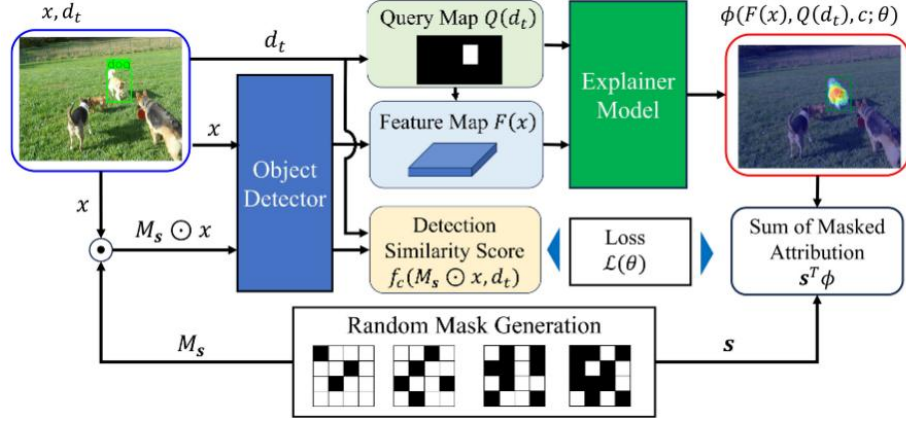 x, d_t
dog
d_t
x
x
M_s ⊙ x
M_s
Object
Detector
Query Map Q(d_t)
Feature Map F(x)
Detection
Similarity Score
f_c(M_s ⊙ x, d_t)
Explainer
Model
ϕ(F(x), Q(d_t), c; θ)
Loss
ℒ(θ)
Sum of Masked
Attribution
s^T ϕ
Random Mask Generation
s